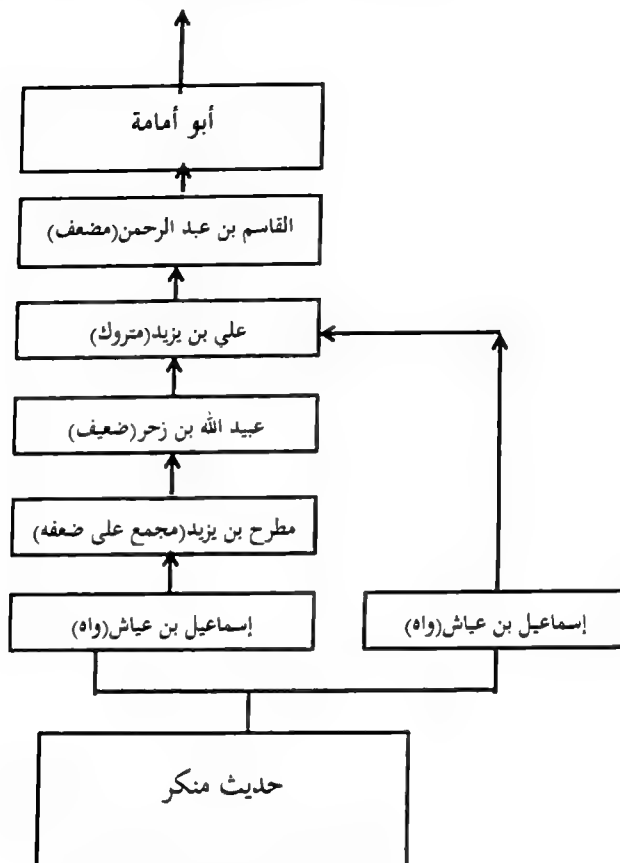 أبو أمامة
القاسم بن عبد الرحمن(مضعف)
علي بن يزيد(متروك)
عبيد الله بن زحر(ضعيف)
مطرح بن يزيد(مجمع على ضعفه)
إسماعيل بن عياش(واه)
إسماعيل بن عياش(واه)
حديث منكر